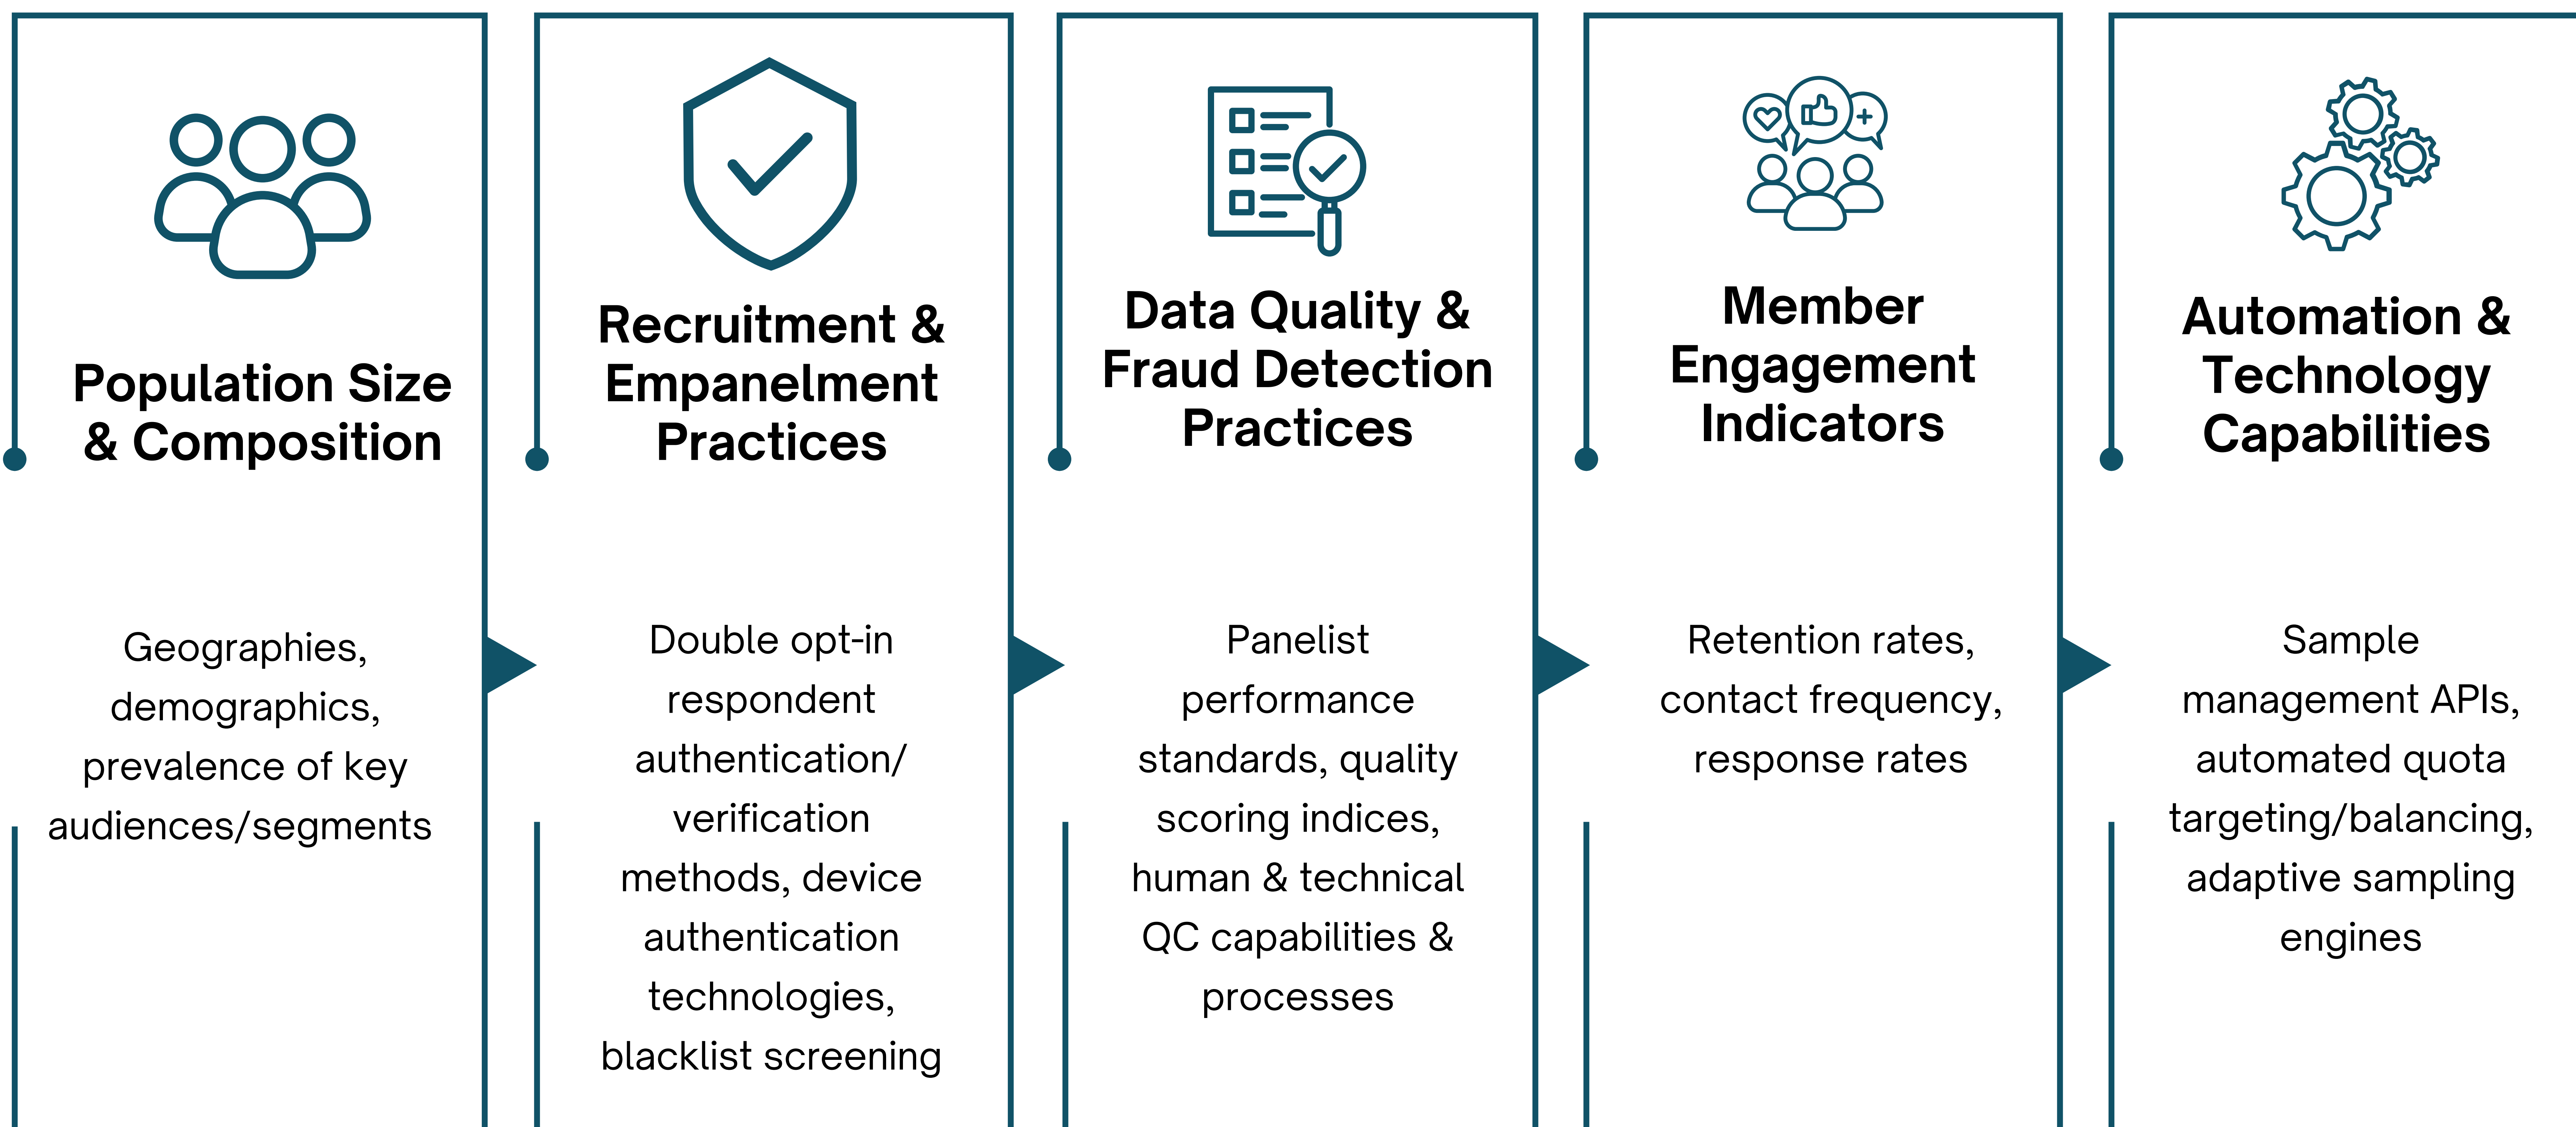 Population Size
& Composition
Geographies,
demographics,
prevalence of key
audiences/segments
Recruitment &
Empanelment
Practices
Double opt-in
respondent
authentication/
verification
methods, device
authentication
technologies,
blacklist screening
Data Quality &
Fraud Detection
Practices
Panelist
performance
standards, quality
scoring indices,
human & technical
QC capabilities &
processes
Member
Engagement
Indicators
Retention rates,
contact frequency,
response rates
Automation &
Technology
Capabilities
Sample
management APIs,
automated quota
targeting/balancing,
adaptive sampling
engines